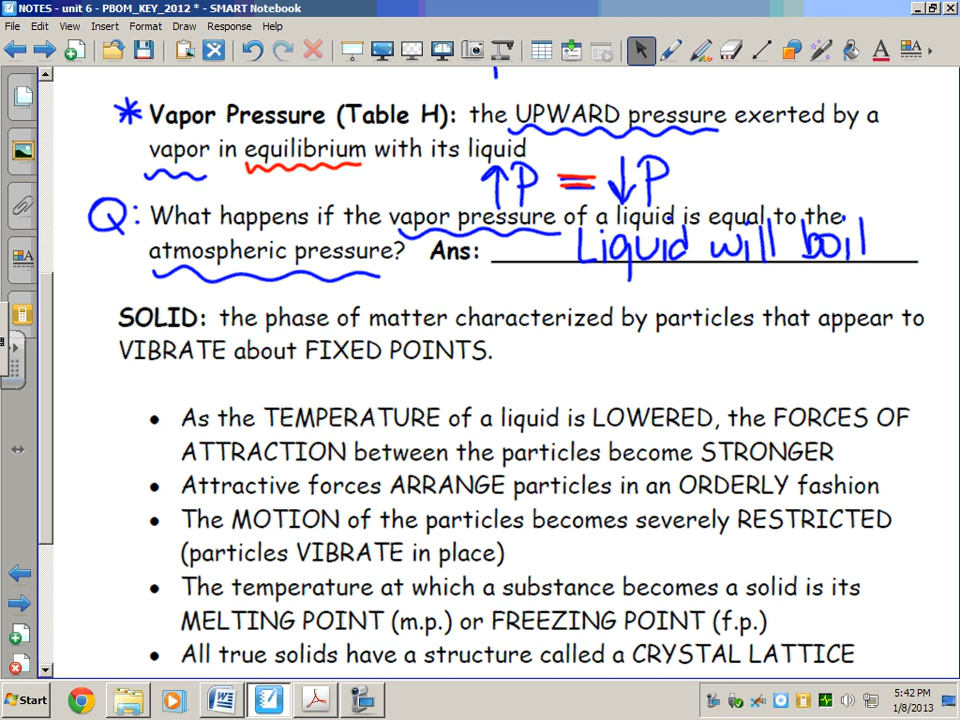 NOTES - unit 6 - PBOM_KEY_2012 * - SMART Notebook
File Edit View Insert Format Draw Response Help
* Vapor Pressure (Table H): the UPWARD pressure exerted by a
vapor in equilibrium with its liquid
↑P = ↓P
Q: What happens if the vapor pressure of a liquid is equal to the
atmospheric pressure? Ans: Liquid will boil
SOLID: the phase of matter characterized by particles that appear to
VIBRATE about FIXED POINTS.
• As the TEMPERATURE of a liquid is LOWERED, the FORCES OF
ATTRACTION between the particles become STRONGER
• Attractive forces ARRANGE particles in an ORDERLY fashion
• The MOTION of the particles becomes severely RESTRICTED
(particles VIBRATE in place)
• The temperature at which a substance becomes a solid is its
MELTING POINT (m.p.) or FREEZING POINT (f.p.)
• All true solids have a structure called a CRYSTAL LATTICE
Start
5:42 PM
1/8/2013